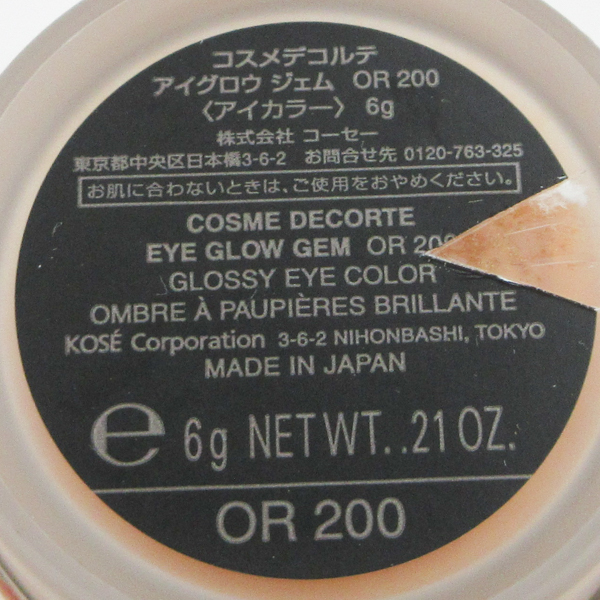 コスメデコルテ
アイグロウ ジェム OR 200
〈アイカラー〉 6g
株式会社 コーセー
東京都中央区日本橋3-6-2 お問合せ先 0120-763-325
お肌に合わないときは、ご使用をおやめください。
COSME DECORTE
EYE GLOW GEM OR 200
GLOSSY EYE COLOR
OMBRE À PAUPIÈRES BRILLANTE
KOSÉ Corporation 3-6-2 NIHONBASHI, TOKYO
MADE IN JAPAN
℮ 6g NET WT. .21 OZ.
OR 200